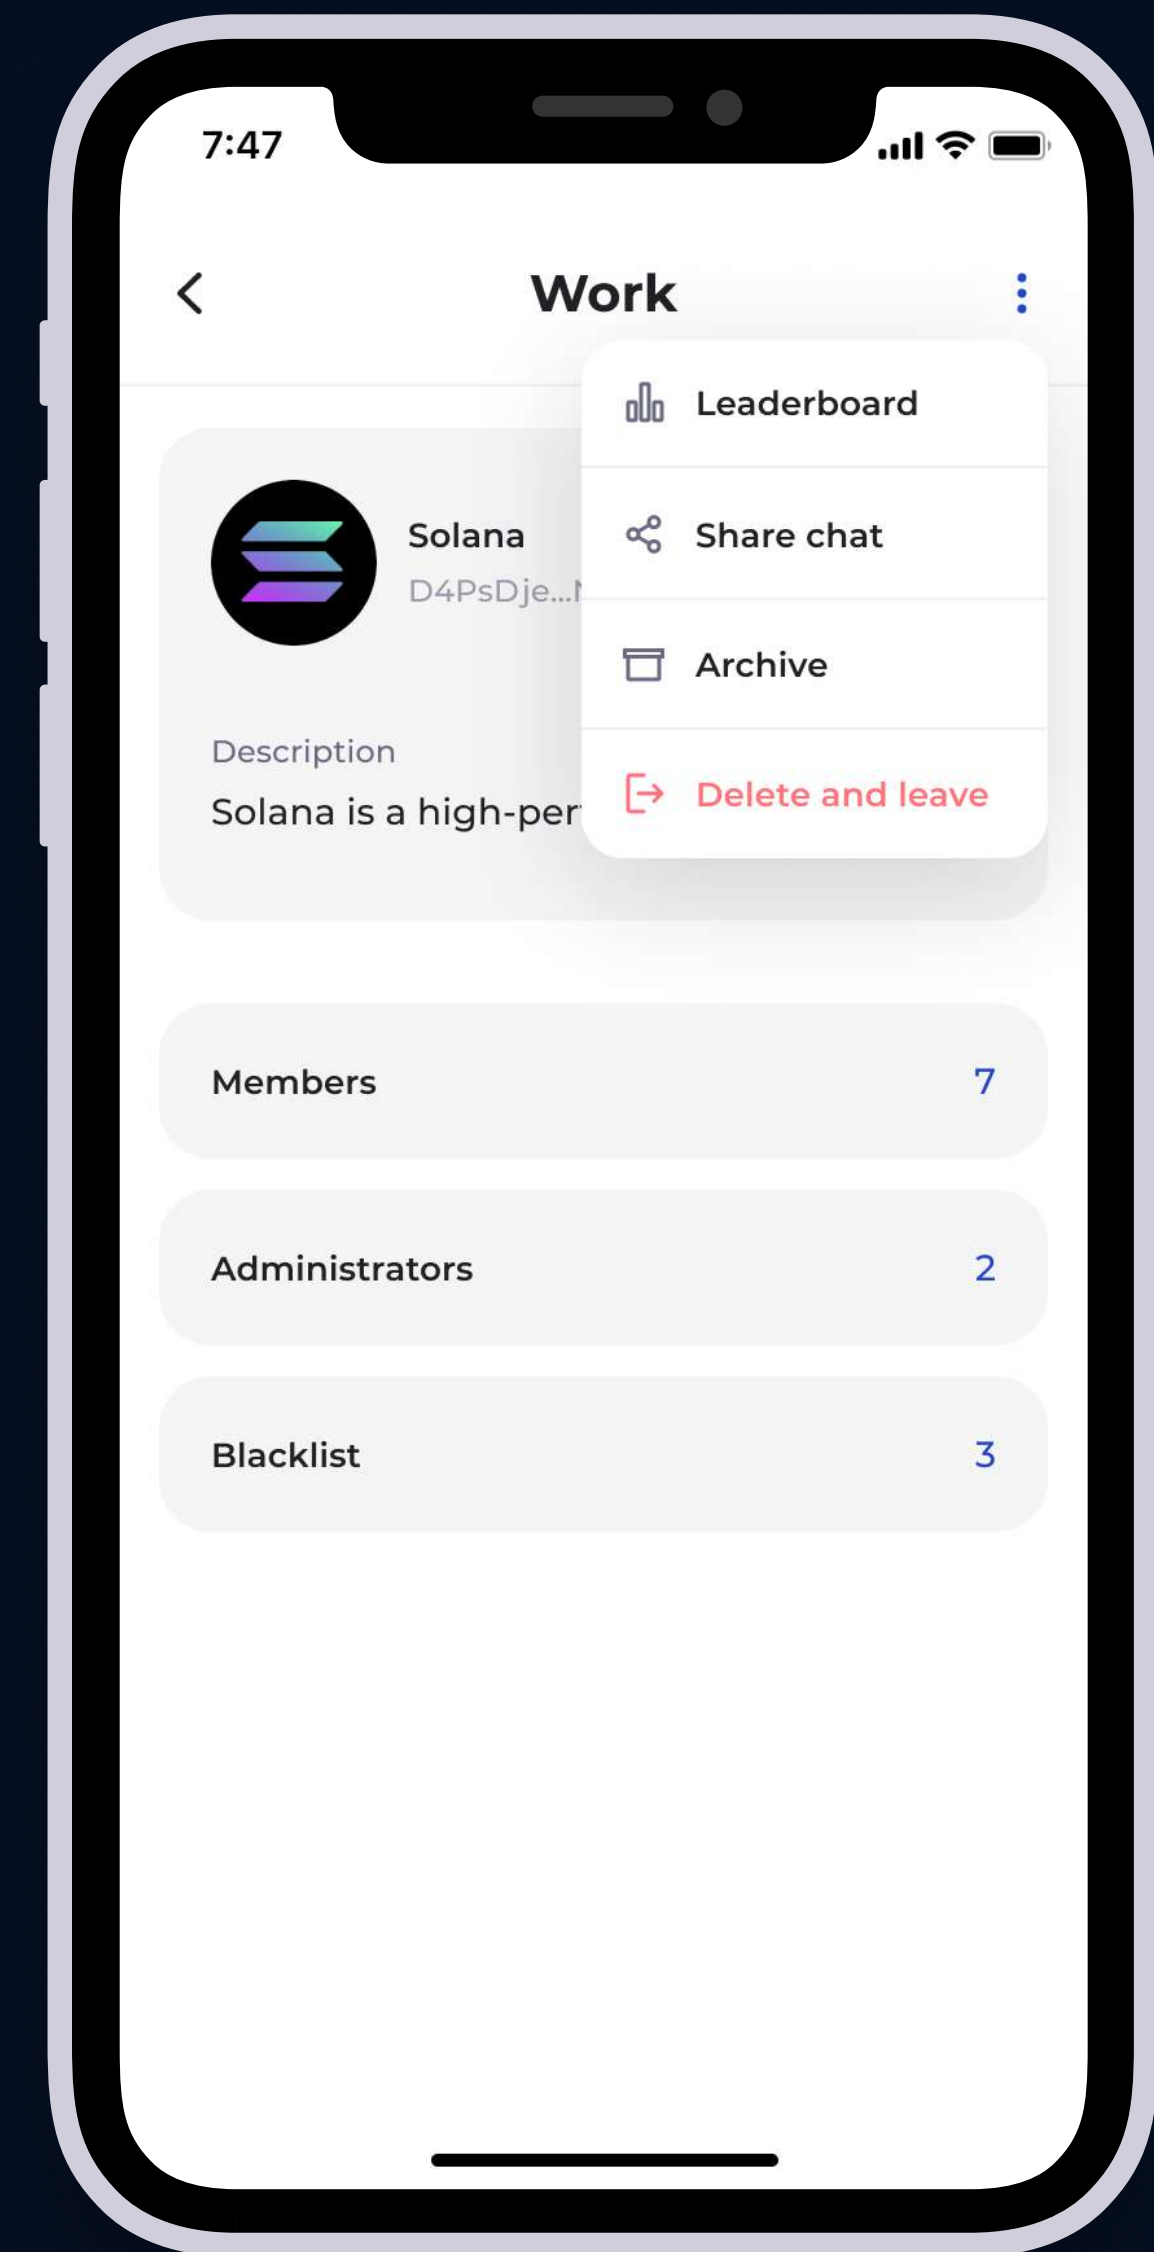 7:47
Work
Leaderboard
Solana
D4PsDje...
Share chat
Archive
Description
Solana is a high-per
Delete and leave
Members 7
Administrators 2
Blacklist 3